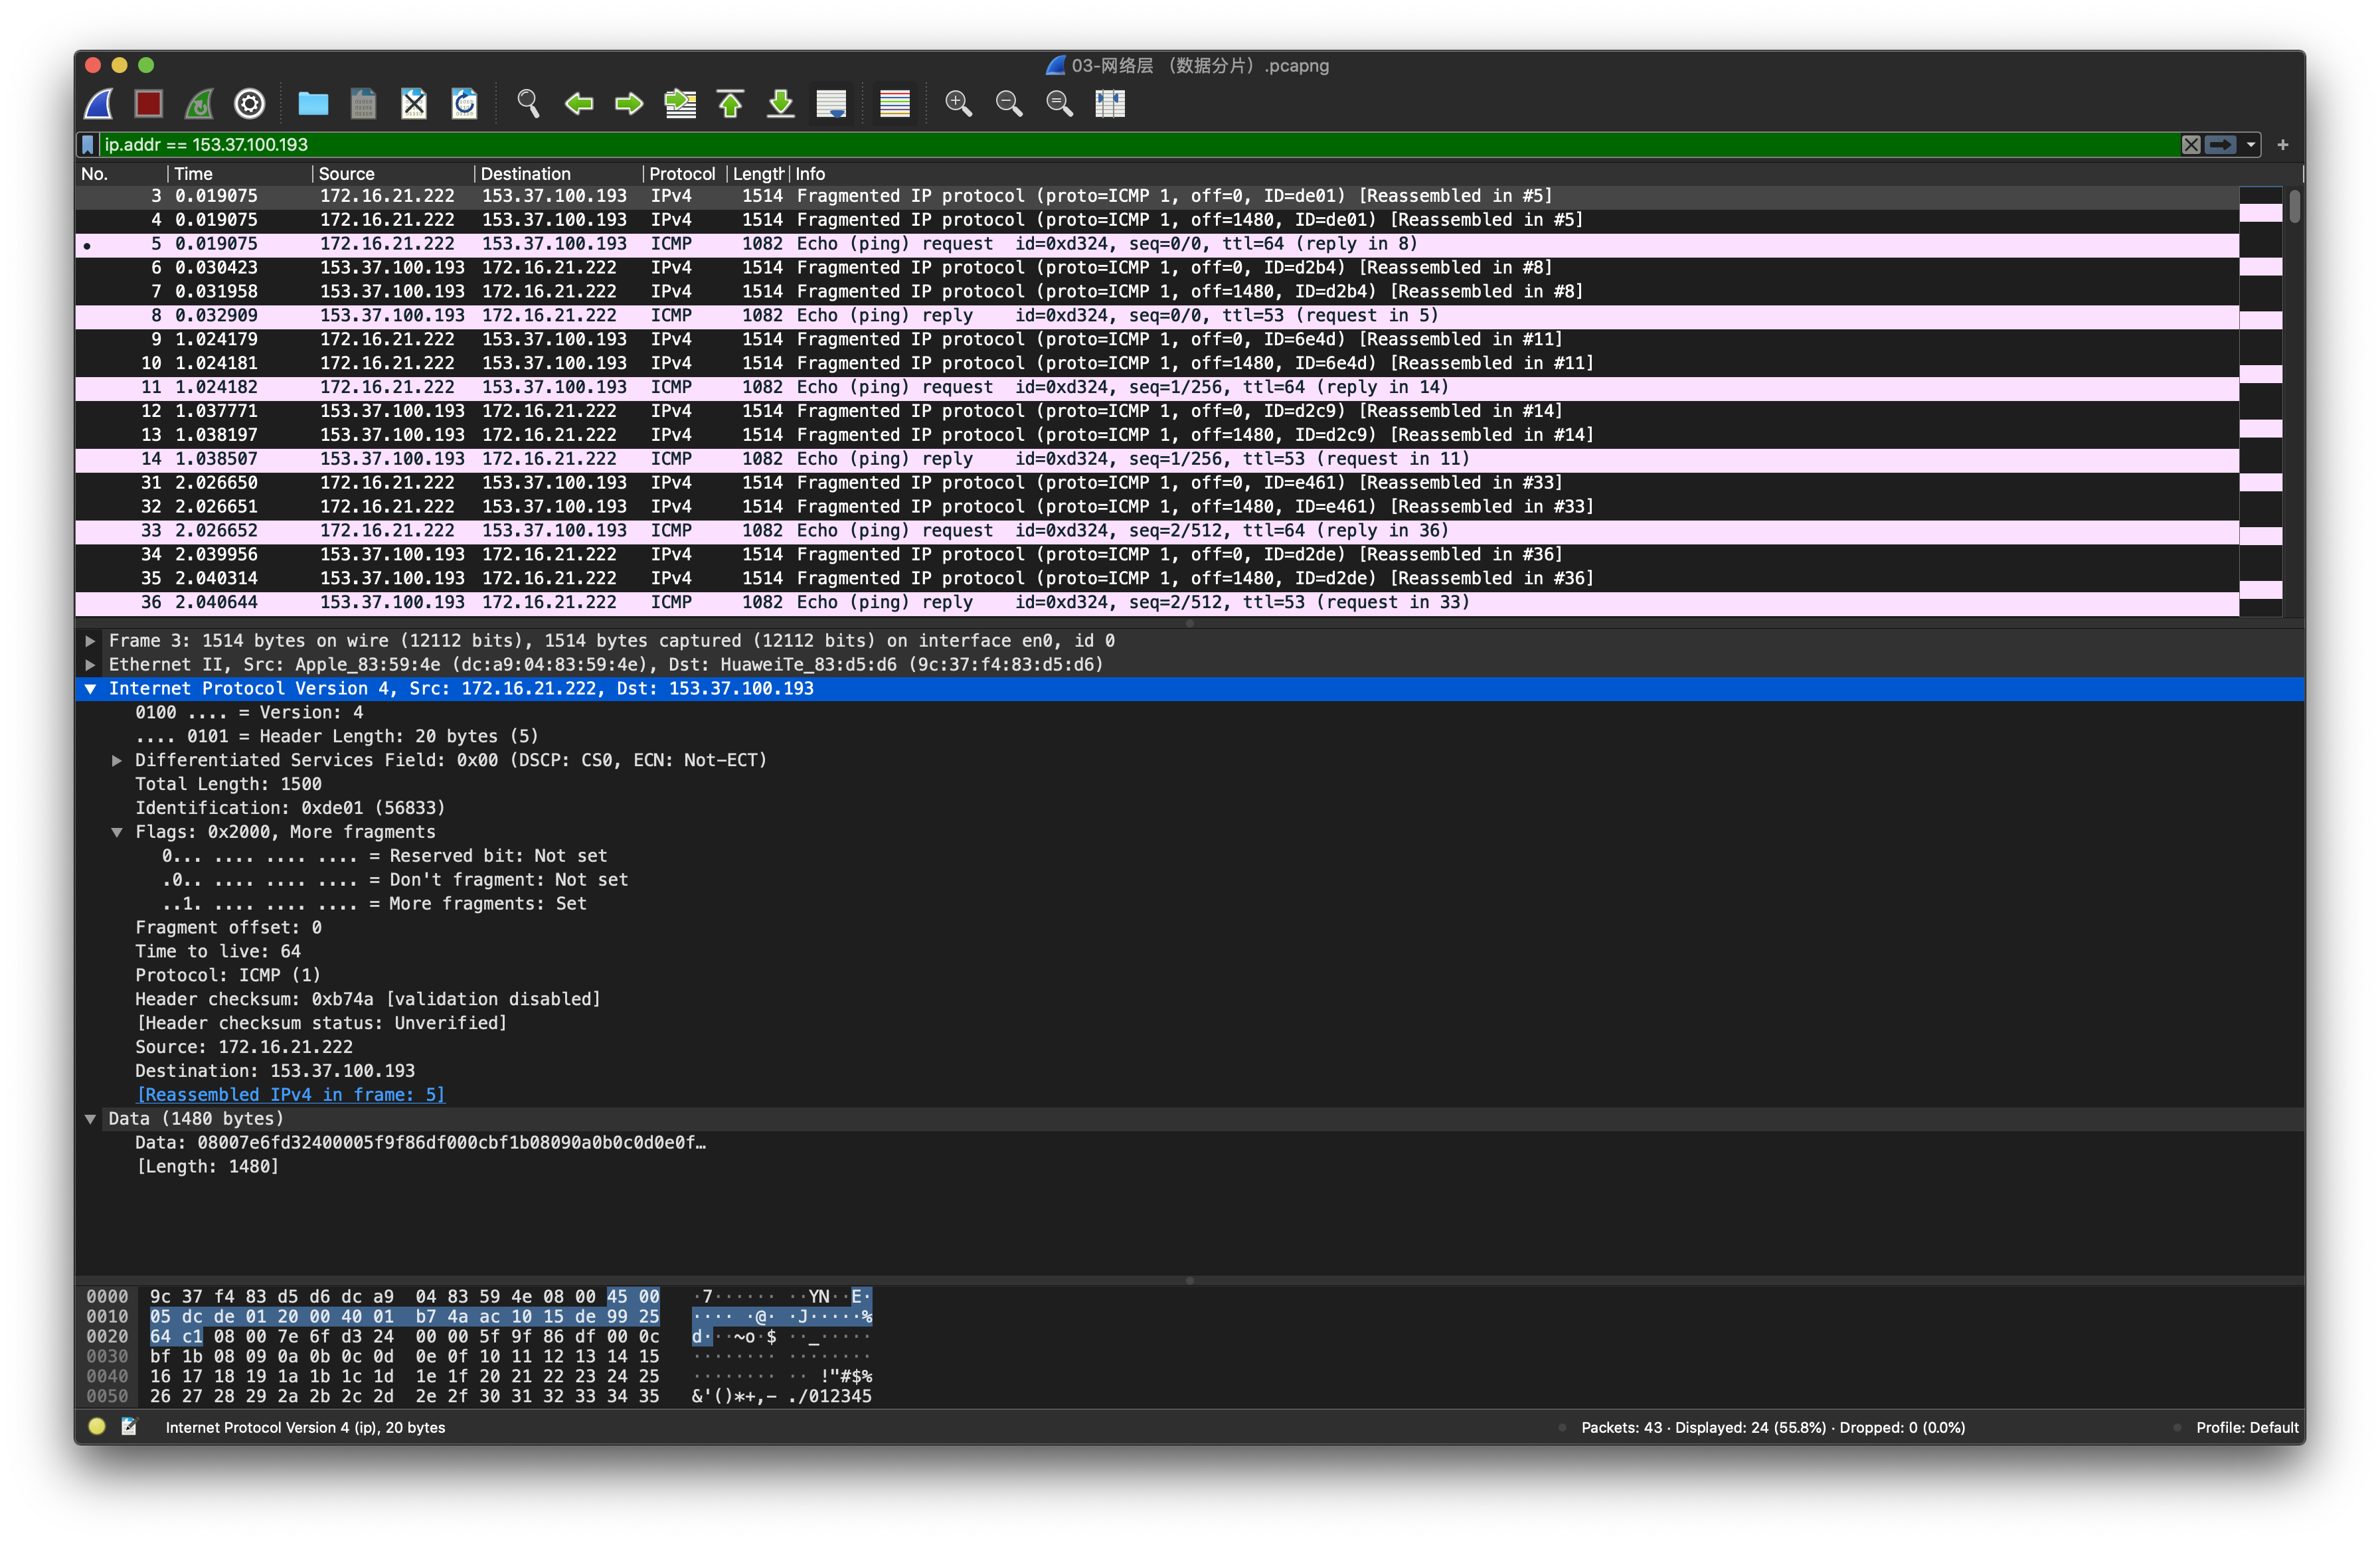 03-网络层 （数据分片）.pcapng
ip.addr == 153.37.100.193
No. Time Source Destination Protocol Length Info
3 0.019075 172.16.21.222 153.37.100.193 IPv4 1514 Fragmented IP protocol (proto=ICMP 1, off=0, ID=de01) [Reassembled in #5]
4 0.019075 172.16.21.222 153.37.100.193 IPv4 1514 Fragmented IP protocol (proto=ICMP 1, off=1480, ID=de01) [Reassembled in #5]
5 0.019075 172.16.21.222 153.37.100.193 ICMP 1082 Echo (ping) request id=0xd324, seq=0/0, ttl=64 (reply in 8)
6 0.030423 153.37.100.193 172.16.21.222 IPv4 1514 Fragmented IP protocol (proto=ICMP 1, off=0, ID=d2b4) [Reassembled in #8]
7 0.031958 153.37.100.193 172.16.21.222 IPv4 1514 Fragmented IP protocol (proto=ICMP 1, off=1480, ID=d2b4) [Reassembled in #8]
8 0.032909 153.37.100.193 172.16.21.222 ICMP 1082 Echo (ping) reply id=0xd324, seq=0/0, ttl=53 (request in 5)
9 1.024179 172.16.21.222 153.37.100.193 IPv4 1514 Fragmented IP protocol (proto=ICMP 1, off=0, ID=6e4d) [Reassembled in #11]
10 1.024181 172.16.21.222 153.37.100.193 IPv4 1514 Fragmented IP protocol (proto=ICMP 1, off=1480, ID=6e4d) [Reassembled in #11]
11 1.024182 172.16.21.222 153.37.100.193 ICMP 1082 Echo (ping) request id=0xd324, seq=1/256, ttl=64 (reply in 14)
12 1.037771 153.37.100.193 172.16.21.222 IPv4 1514 Fragmented IP protocol (proto=ICMP 1, off=0, ID=d2c9) [Reassembled in #14]
13 1.038197 153.37.100.193 172.16.21.222 IPv4 1514 Fragmented IP protocol (proto=ICMP 1, off=1480, ID=d2c9) [Reassembled in #14]
14 1.038507 153.37.100.193 172.16.21.222 ICMP 1082 Echo (ping) reply id=0xd324, seq=1/256, ttl=53 (request in 11)
31 2.026650 172.16.21.222 153.37.100.193 IPv4 1514 Fragmented IP protocol (proto=ICMP 1, off=0, ID=e461) [Reassembled in #33]
32 2.026651 172.16.21.222 153.37.100.193 IPv4 1514 Fragmented IP protocol (proto=ICMP 1, off=1480, ID=e461) [Reassembled in #33]
33 2.026652 172.16.21.222 153.37.100.193 ICMP 1082 Echo (ping) request id=0xd324, seq=2/512, ttl=64 (reply in 36)
34 2.039956 153.37.100.193 172.16.21.222 IPv4 1514 Fragmented IP protocol (proto=ICMP 1, off=0, ID=d2de) [Reassembled in #36]
35 2.040314 153.37.100.193 172.16.21.222 IPv4 1514 Fragmented IP protocol (proto=ICMP 1, off=1480, ID=d2de) [Reassembled in #36]
36 2.040644 153.37.100.193 172.16.21.222 ICMP 1082 Echo (ping) reply id=0xd324, seq=2/512, ttl=53 (request in 33)
Frame 3: 1514 bytes on wire (12112 bits), 1514 bytes captured (12112 bits) on interface en0, id 0
Ethernet II, Src: Apple_83:59:4e (dc:a9:04:83:59:4e), Dst: HuaweiTe_83:d5:d6 (9c:37:f4:83:d5:d6)
Internet Protocol Version 4, Src: 172.16.21.222, Dst: 153.37.100.193
0100 .... = Version: 4
.... 0101 = Header Length: 20 bytes (5)
Differentiated Services Field: 0x00 (DSCP: CS0, ECN: Not-ECT)
Total Length: 1500
Identification: 0xde01 (56833)
Flags: 0x2000, More fragments
0... .... .... .... = Reserved bit: Not set
.0.. .... .... .... = Don't fragment: Not set
..1. .... .... .... = More fragments: Set
Fragment offset: 0
Time to live: 64
Protocol: ICMP (1)
Header checksum: 0xb74a [validation disabled]
[Header checksum status: Unverified]
Source: 172.16.21.222
Destination: 153.37.100.193
[Reassembled IPv4 in frame: 5]
Data (1480 bytes)
Data: 08007e6fd32400005f9f86df000cbf1b08090a0b0c0d0e0f…
[Length: 1480]
0000 9c 37 f4 83 d5 d6 dc a9 04 83 59 4e 08 00 45 00 ·7······ ··YN··E·
0010 05 dc de 01 20 00 40 01 b7 4a ac 10 15 de 99 25 ···· ·@· ·J·····%
0020 64 c1 08 00 7e 6f d3 24 00 00 5f 9f 86 df 00 0c d···~o·$ ··_·····
0030 bf 1b 08 09 0a 0b 0c 0d 0e 0f 10 11 12 13 14 15 ········ ········
0040 16 17 18 19 1a 1b 1c 1d 1e 1f 20 21 22 23 24 25 ········ ·· !"#$%
0050 26 27 28 29 2a 2b 2c 2d 2e 2f 30 31 32 33 34 35 &'()*+,- ./012345
Internet Protocol Version 4 (ip), 20 bytes Packets: 43 · Displayed: 24 (55.8%) · Dropped: 0 (0.0%) Profile: Default